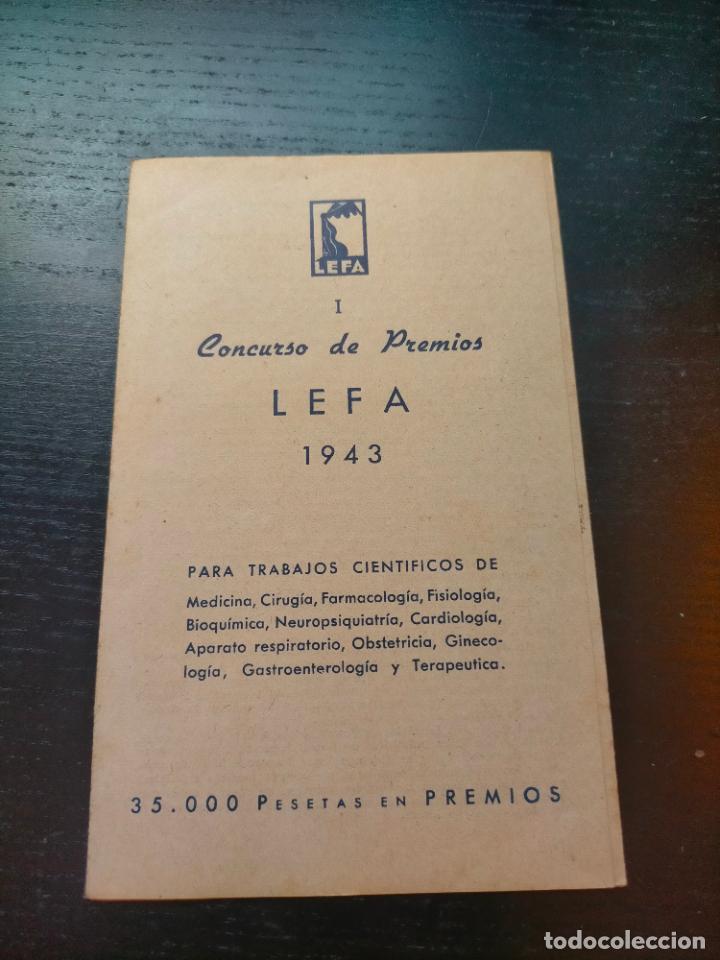 LEFA
I
Concurso de Premios
LEFA
1943
PARA TRABAJOS CIENTIFICOS DE
Medicina, Cirugía, Farmacología, Fisiología,
Bioquímica, Neuropsiquiatría, Cardiología,
Aparato respiratorio, Obstetricia, Gineco-
logía, Gastroenterología y Terapeutica.
35.000 PESETAS EN PREMIOS
todocoleccion